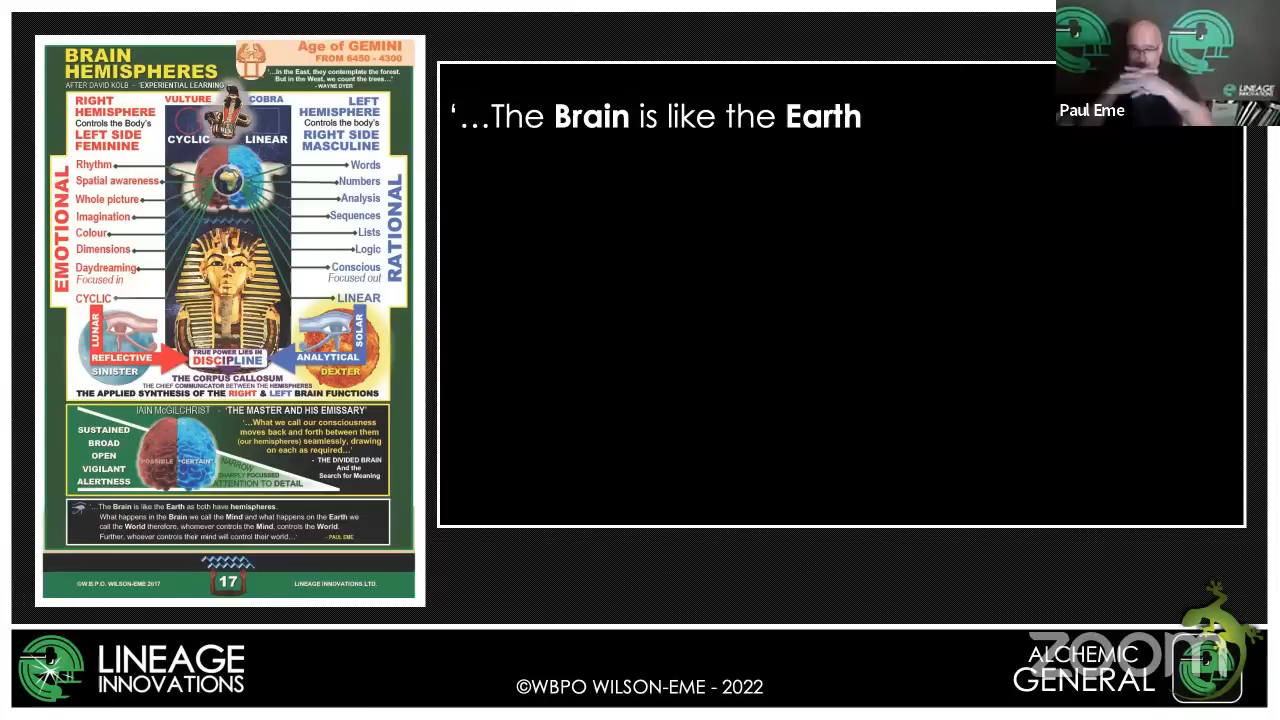 BRAIN
HEMISPHERES
AFTER DAVID KOLB - 'EXPERIENTIAL LEARNING'
Age of GEMINI
FROM 6450 - 4300
'...In the East, they contemplate the forest.
But in the West, we count the trees...'
- WAYNE DYER
RIGHT
HEMISPHERE
Controls the Body's
LEFT SIDE
FEMININE
VULTURE
COBRA
CYCLIC
LINEAR
LEFT
HEMISPHERE
Controls the body's
RIGHT SIDE
MASCULINE
EMOTIONAL
Rhythm
Spatial awareness
Whole picture
Imagination
Colour
Dimensions
Daydreaming
Focused in
CYCLIC
Words
Numbers
Analysis
Sequences
Lists
Logic
Conscious
Focused out
LINEAR
RATIONAL
LUNAR
REFLECTIVE
SINISTER
TRUE POWER LIES IN
DISCIPLINE
SOLAR
ANALYTICAL
DEXTER
THE CORPUS CALLOSUM
THE CHIEF COMMUNICATOR BETWEEN THE HEMISPHERES
THE APPLIED SYNTHESIS OF THE RIGHT & LEFT BRAIN FUNCTIONS
IAIN McGILCHRIST - 'THE MASTER AND HIS EMISSARY'
SUSTAINED
BROAD
OPEN
VIGILANT
ALERTNESS
POSSIBLE
"CERTAIN"
'...What we call our consciousness
moves back and forth between them
(our hemispheres) seamlessly, drawing
on each as required...'
- THE DIVIDED BRAIN
And the
Search for Meaning
NARROW
SHARPLY FOCUSSED
ATTENTION TO DETAIL
'...The Brain is like the Earth as both have hemispheres.
What happens in the Brain we call the Mind and what happens on the Earth we
call the World therefore, whomever controls the Mind, controls the World.
Further, whoever controls their mind will control their world...'
- PAUL EME
©W.B.P.O. WILSON-EME 2017
17
LINEAGE INNOVATIONS LTD.
'...The Brain is like the Earth
Paul Eme
LINEAGE
INNOVATIONS
LINEAGE
INNOVATIONS
©WBPO WILSON-EME - 2022
ALCHEMIC
GENERAL
zoom